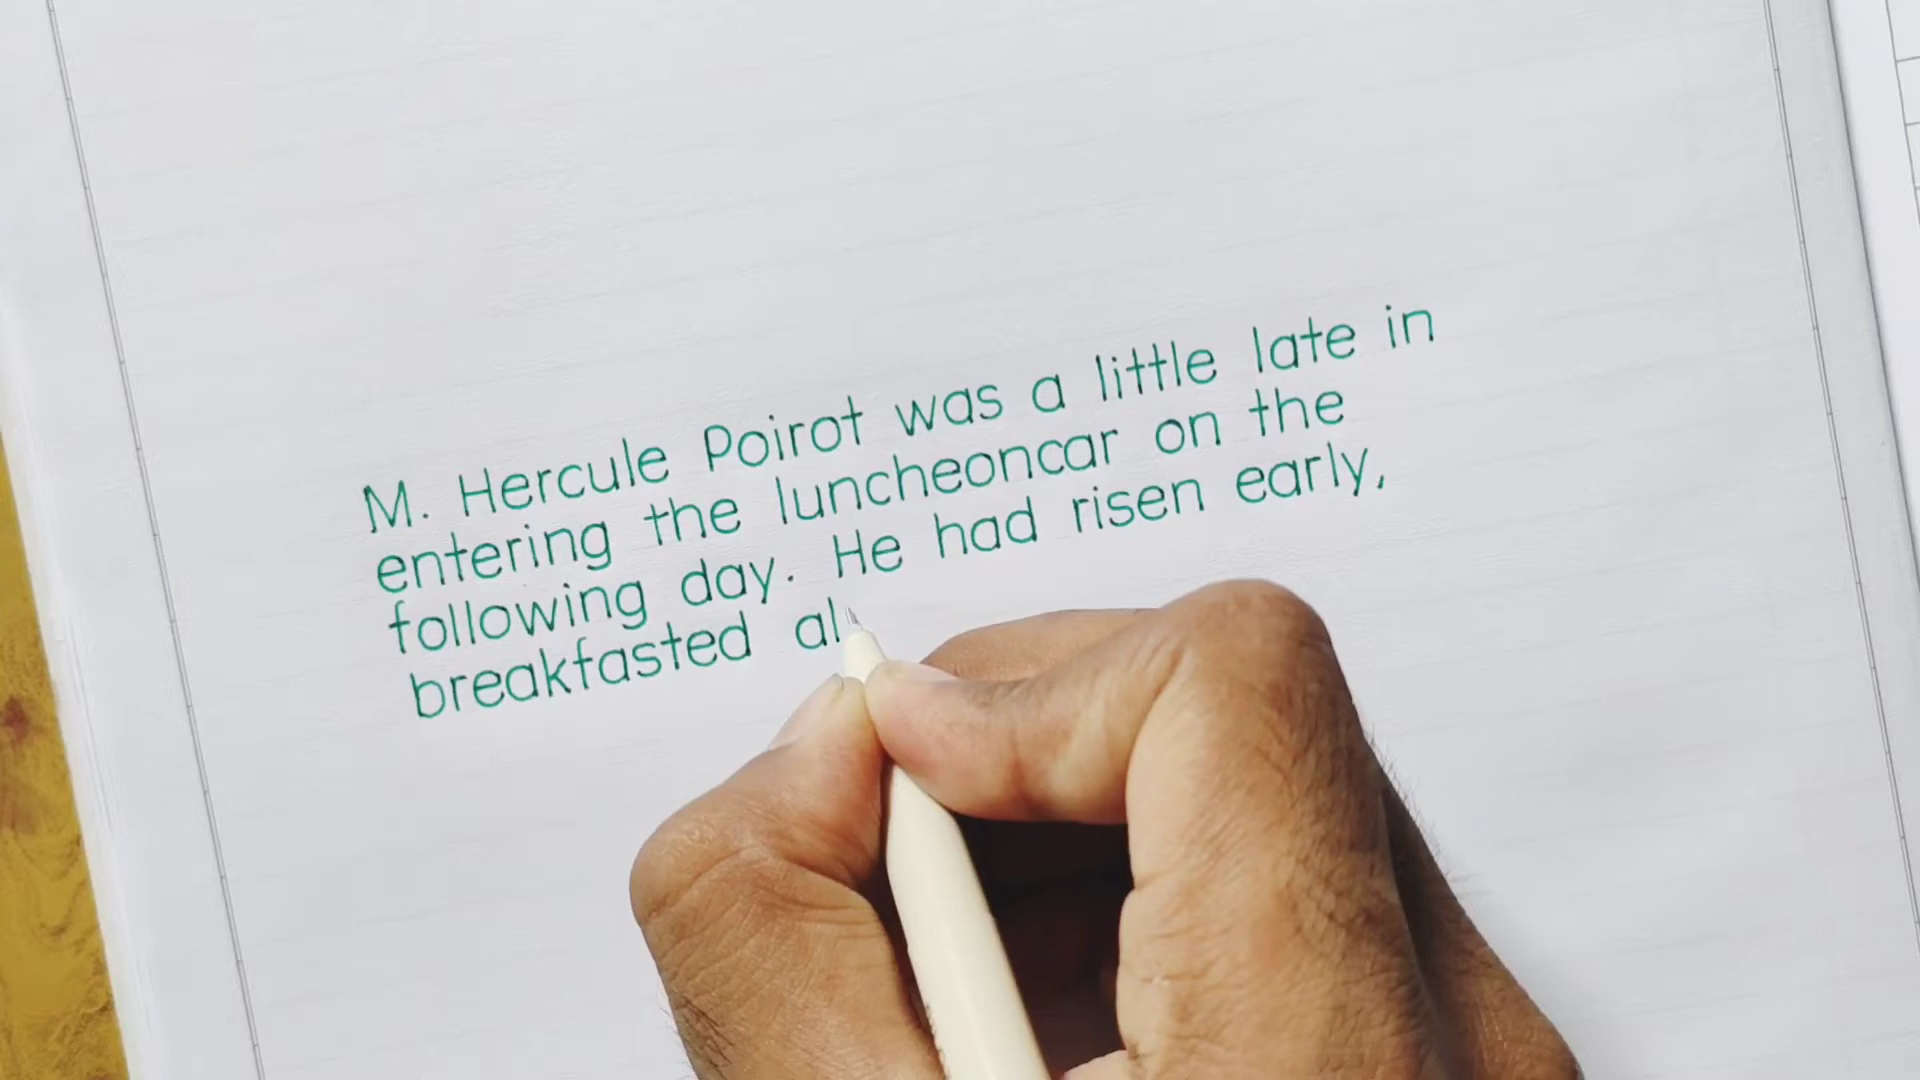 M. Hercule Poirot was a little late in
entering the luncheoncar on the
following day. He had risen early,
breakfasted al